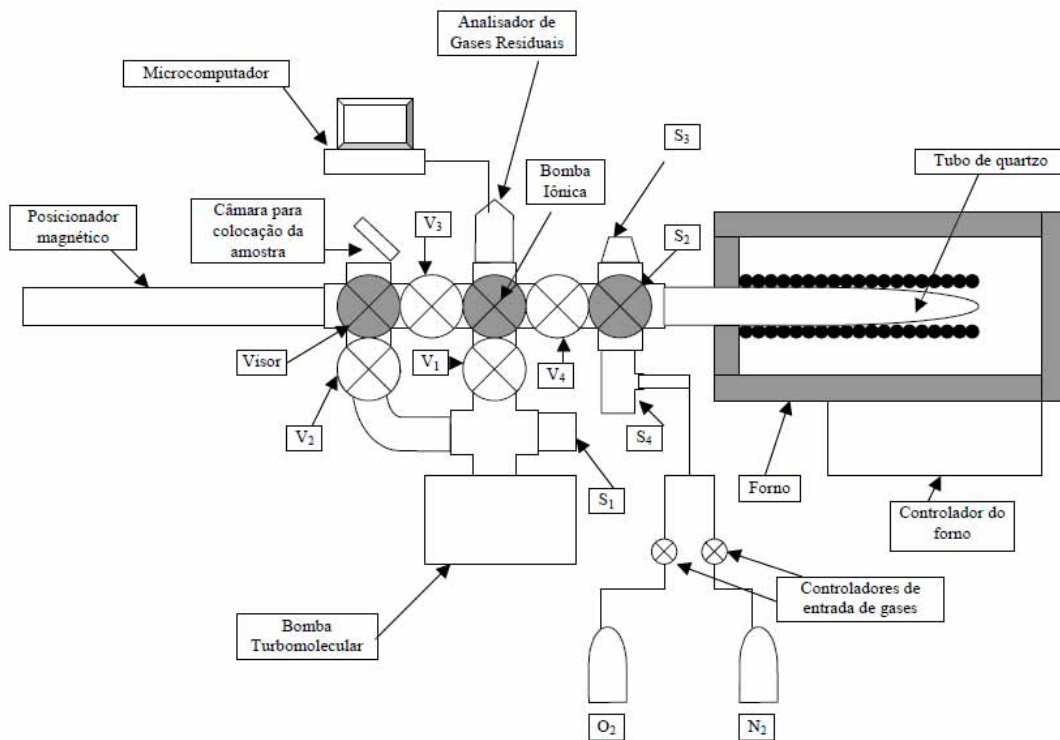 Analisador de
Gases Residuais
Microcomputador
S3
Tubo de quartzo
Bomba
Iônica
Posicionador
magnético
Câmara para
colocação da
amostra
V3
S2
Visor
V1
V4
V2
S4
S1
Forno
Controlador do
forno
Controladores de
entrada de gases
Bomba
Turbomolecular
O2
N2